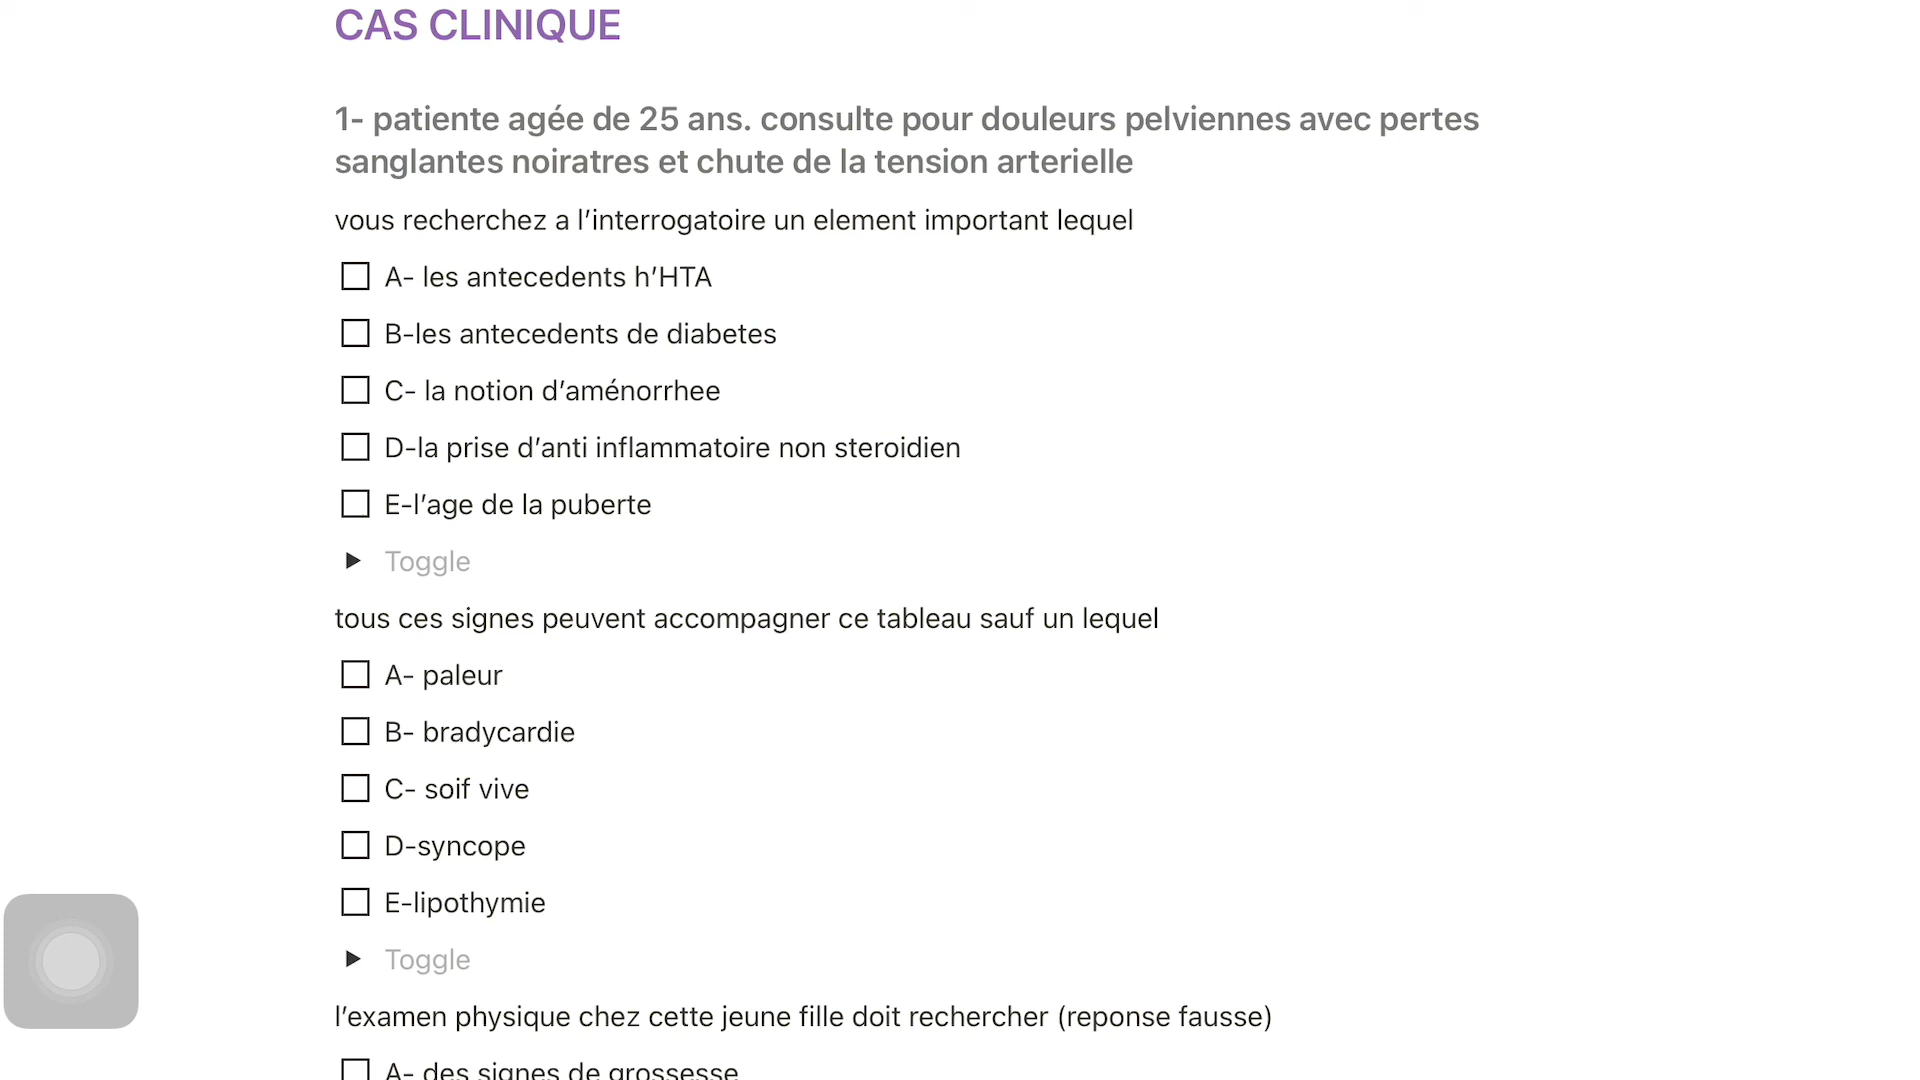 CAS CLINIQUE
1- patiente agée de 25 ans. consulte pour douleurs pelviennes avec pertes
sanglantes noiratres et chute de la tension arterielle
vous recherchez a l’interrogatoire un element important lequel
A- les antecedents h’HTA
B-les antecedents de diabetes
C- la notion d’aménorrhee
D-la prise d’anti inflammatoire non steroidien
E-l’age de la puberte
Toggle
tous ces signes peuvent accompagner ce tableau sauf un lequel
A- paleur
B- bradycardie
C- soif vive
D-syncope
E-lipothymie
Toggle
l’examen physique chez cette jeune fille doit rechercher (reponse fausse)
A- des signes de grossesse